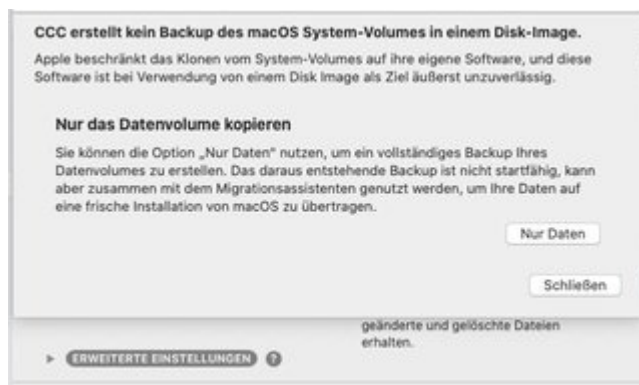 CCC erstellt kein Backup des macOS System-Volumes in einem Disk-Image.
Apple beschränkt das Klonen vom System-Volumes auf ihre eigene Software, und diese
Software ist bei Verwendung von einem Disk Image als Ziel äußerst unzuverlässig.
Nur das Datenvolume kopieren
Sie können die Option „Nur Daten“ nutzen, um ein vollständiges Backup Ihres
Datenvolumes zu erstellen. Das daraus entstehende Backup ist nicht startfähig, kann
aber zusammen mit dem Migrationsassistenten genutzt werden, um Ihre Daten auf
eine frische Installation von macOS zu übertragen.
Nur Daten
Schließen
geänderte und gelöschte Dateien
erhalten.
ERWEITERTE EINSTELLUNGEN ?